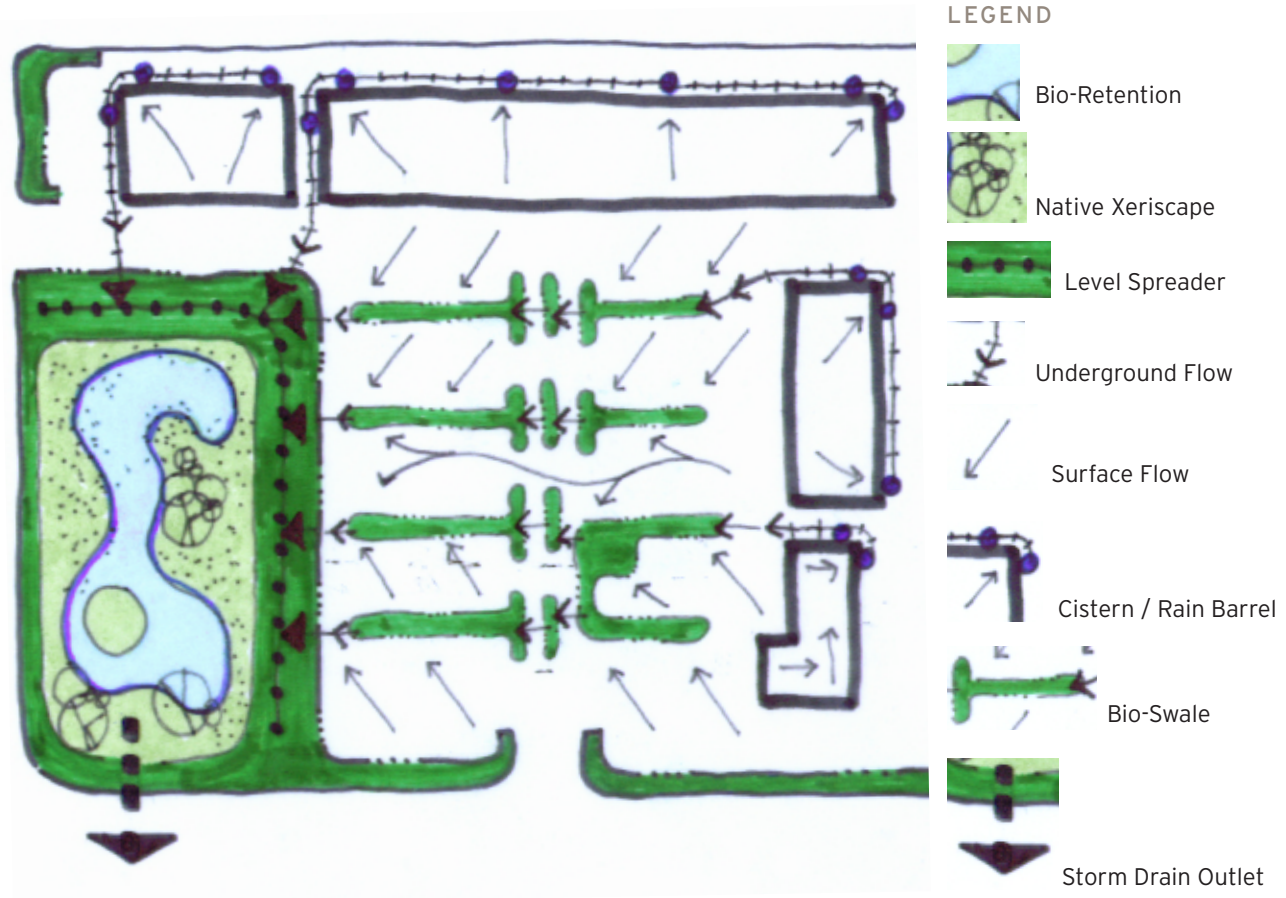 LEGEND
Bio-Retention
Native Xeriscape
Level Spreader
Underground Flow
Surface Flow
Cistern / Rain Barrel
Bio-Swale
Storm Drain Outlet